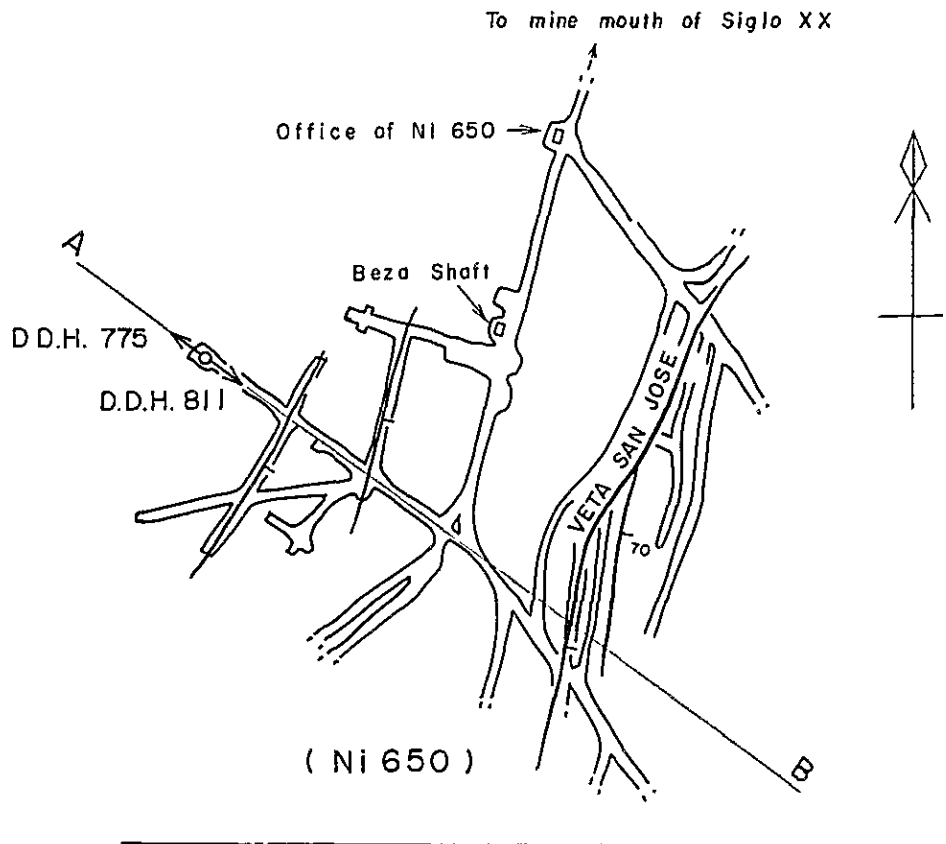 To mine mouth of Siglo XX
Office of NI 650
A
Beza Shaft
D D.H. 775
D.D.H. 811
VETA SAN JOSE
70
( Ni 650 )
B